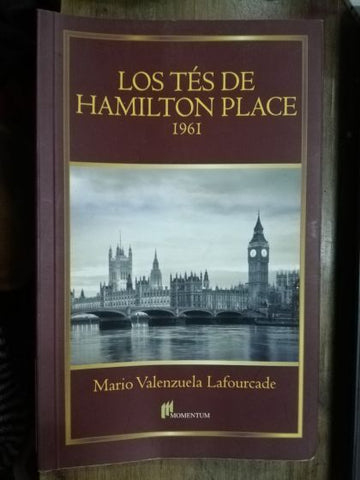 LOS TÉS DE
HAMILTON PLACE
1961
Mario Valenzuela Lafourcade
MOMENTUM